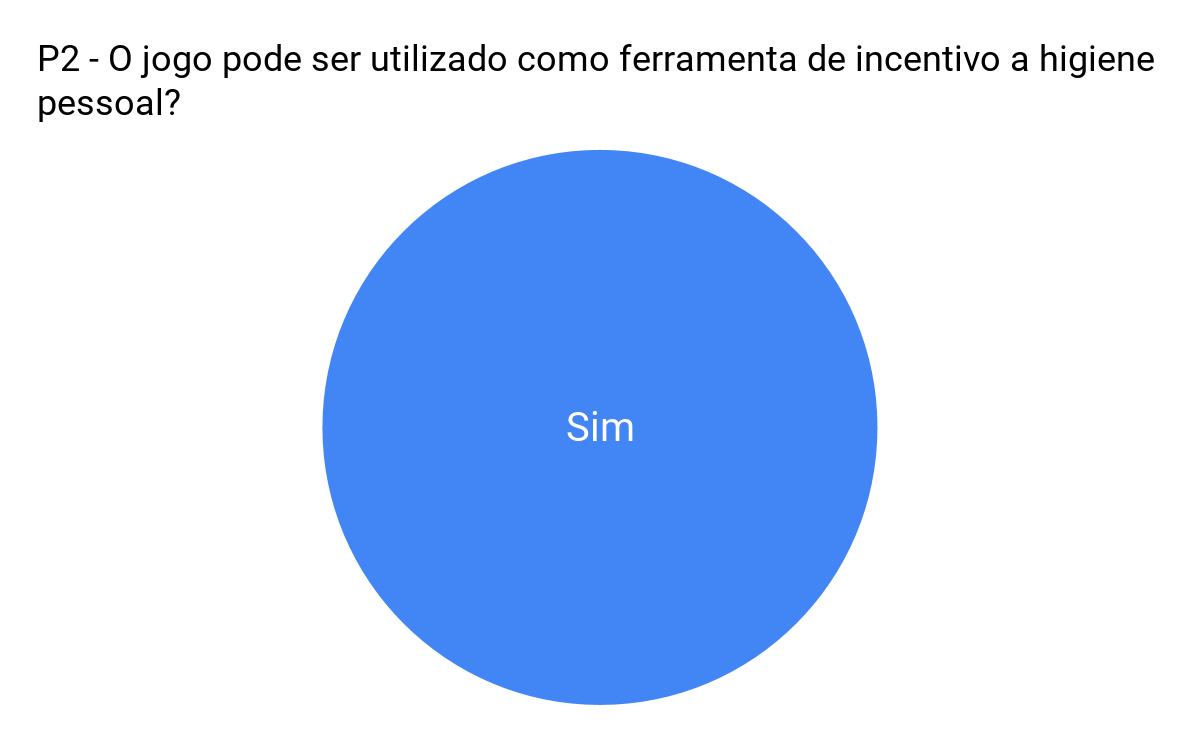 P2 - O jogo pode ser utilizado como ferramenta de incentivo a higiene
pessoal?
Sim